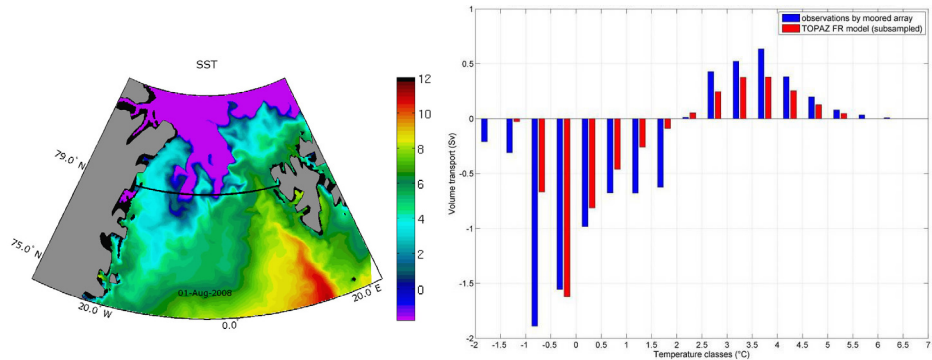 SST
79.0° N
75.0° N
20.0 W
0.0
20.0 E
01-Aug-2008
12
10
8
6
4
2
0
observations by moored array
TOPAZ FR model (subsampled)
Volume transport (Sv)
1
0.5
0
-0.5
-1
-1.5
-2
-2 -1.5 -1 -0.5 0 0.5 1 1.5 2 2.5 3 3.5 4 4.5 5 5.5 6 6.5 7
Temperature classes (°C)